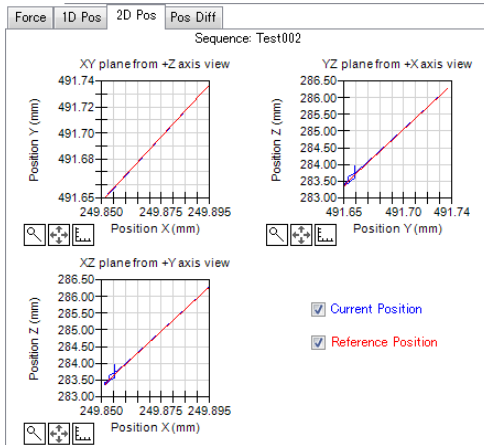 Force 1D Pos 2D Pos Pos Diff
Sequence: Test002
XY plane from +Z axis view
491.74
491.72
491.70
491.68
491.65
Position Y (mm)
249.850 249.875 249.895
Position X (mm)
YZ plane from +X axis view
286.50
286.00
285.50
285.00
284.50
284.00
283.50
283.00
Position Z (mm)
491.65 491.70 491.74
Position Y (mm)
XZ plane from +Y axis view
286.50
286.00
285.50
285.00
284.50
284.00
283.50
283.00
Position Z (mm)
249.850 249.875 249.895
Position X (mm)
Current Position
Reference Position